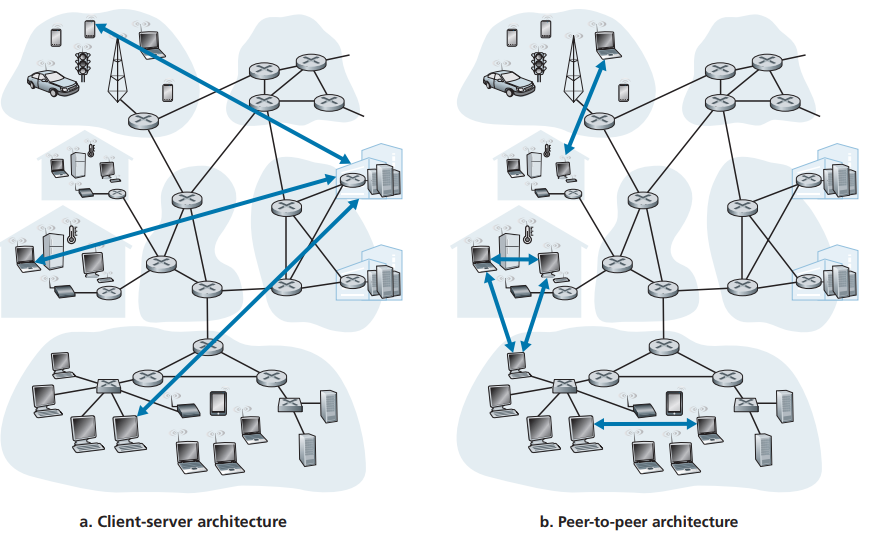 a. Client-server architecture
b. Peer-to-peer architecture